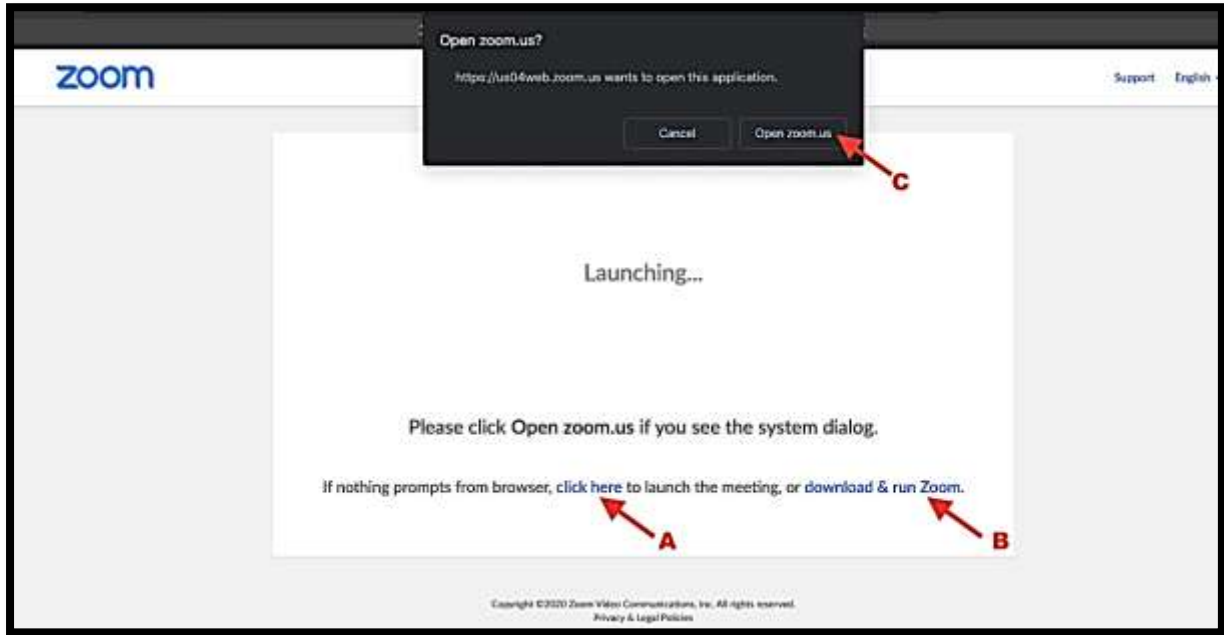 Open zoom.us?
https://us04web.zoom.us wants to open this application.
Cancel Open zoom.us
zoom
Support English
C
Launching...
Please click Open zoom.us if you see the system dialog.
If nothing prompts from browser, click here to launch the meeting, or download & run Zoom.
A B
Copyright ©2020 Zoom Video Communications, Inc. All rights reserved.
Privacy & Legal Policies